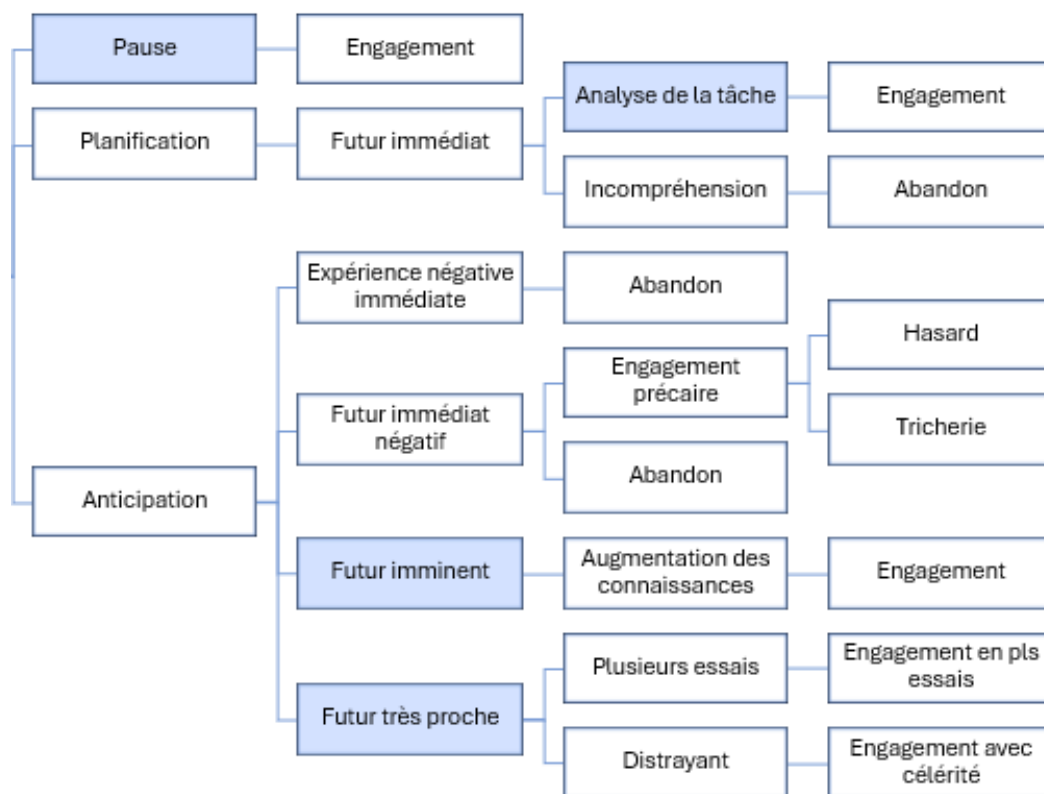 Pause
Engagement
Analyse de la tâche
Engagement
Planification
Futur immédiat
Incompréhension
Abandon
Expérience négative
immédiate
Abandon
Hasard
Engagement
précaire
Futur immédiat
négatif
Tricherie
Abandon
Anticipation
Futur imminent
Augmentation des
connaissances
Engagement
Plusieurs essais
Engagement en pls
essais
Futur très proche
Distrayant
Engagement avec
célérité